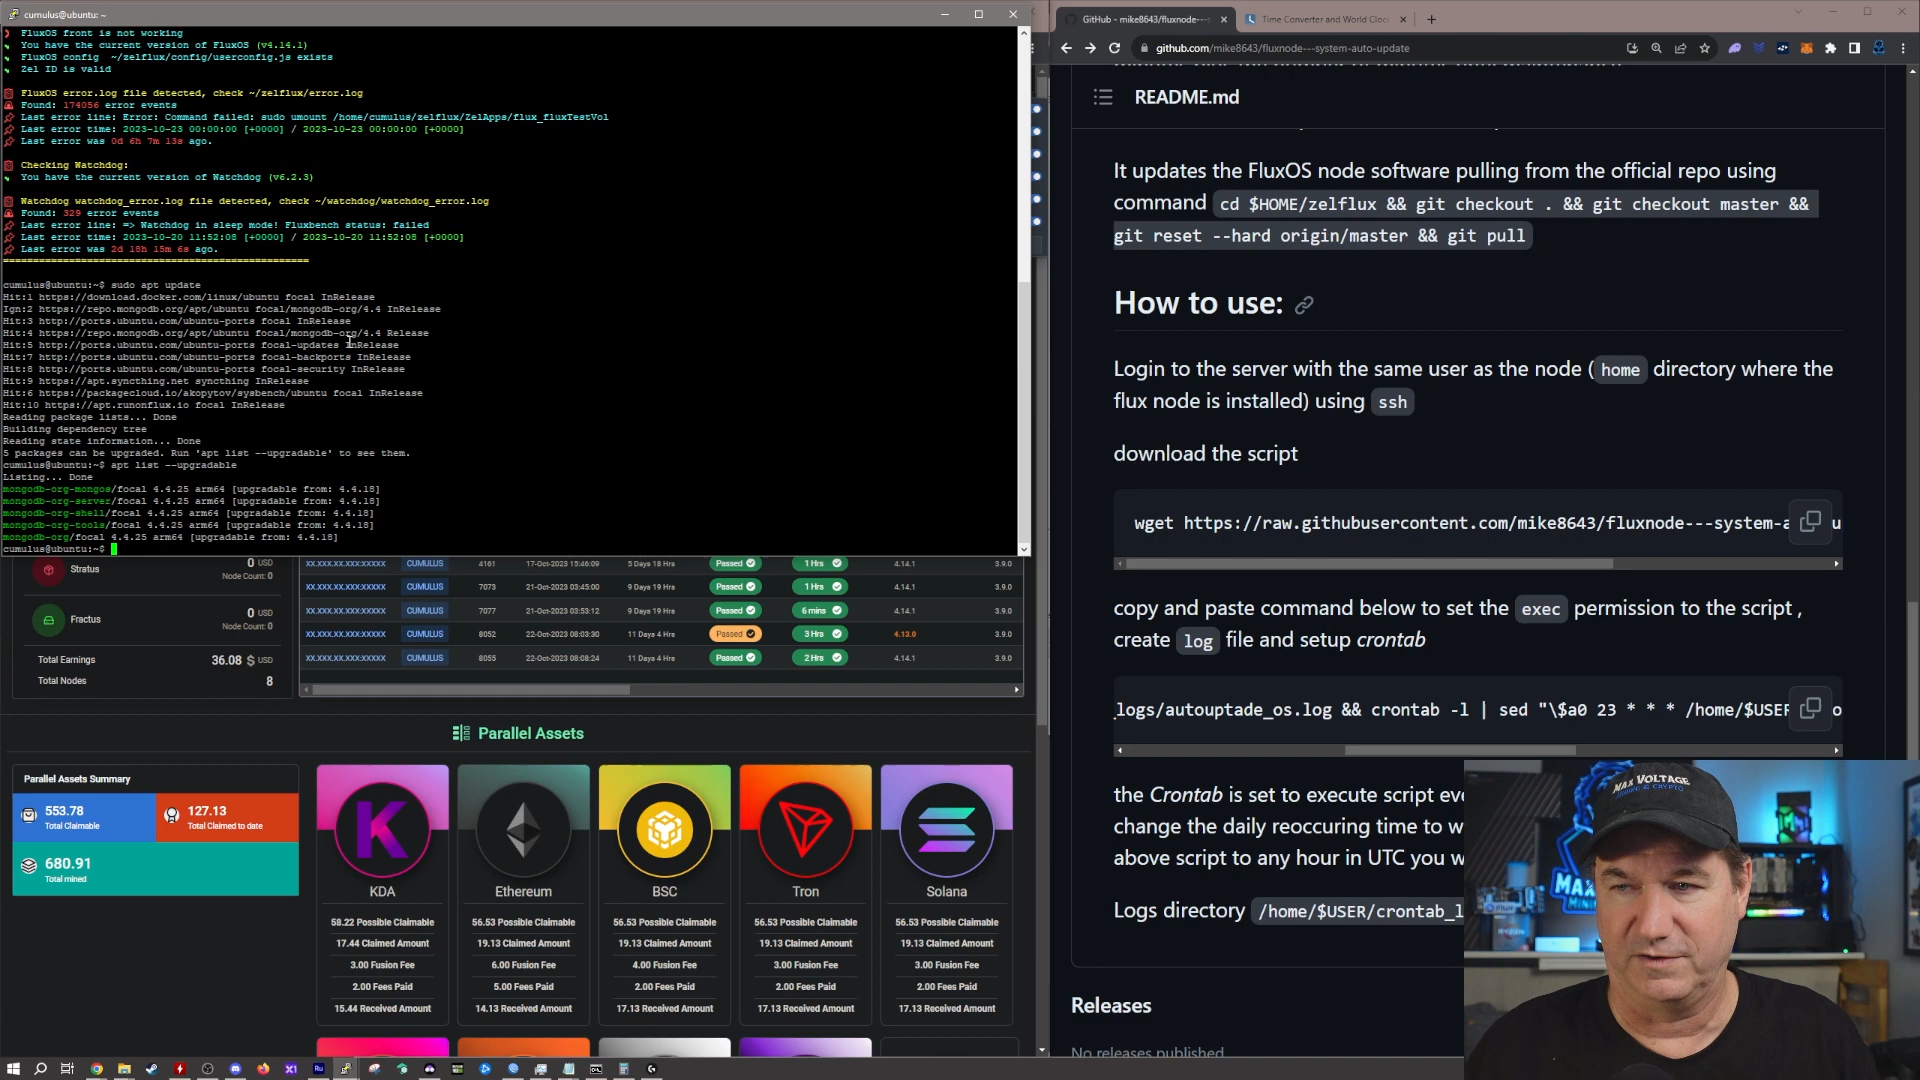 cumulus@ubuntu: ~
FluxOS front is not working
You have the current version of FluxOS (v4.14.1)
FluxOS config  ~/zelflux/config/userconfig.js exists
Zel ID is valid
FluxOS error.log file detected, check ~/zelflux/error.log
Found: 174056 error events
Last error line: Error: Command failed: sudo umount /home/cumulus/zelflux/ZelApps/flux_fluxTestVol
Last error time: 2023-10-23 00:00:00 [+0000] / 2023-10-23 00:00:00 [+0000]
Last error was 0d 6h 7m 13s ago.
Checking Watchdog:
You have the current version of Watchdog (v6.2.3)
Watchdog watchdog_error.log file detected, check ~/watchdog/watchdog_error.log
Found: 329 error events
Last error line: => Watchdog in sleep mode! Fluxbench status: failed
Last error time: 2023-10-20 11:52:08 [+0000] / 2023-10-20 11:52:08 [+0000]
Last error was 2d 18h 15m 6s ago.
cumulus@ubuntu:~$ sudo apt update
Hit:1 https://download.docker.com/linux/ubuntu focal InRelease
Ign:2 https://repo.mongodb.org/apt/ubuntu focal/mongodb-org/4.4 InRelease
Hit:3 http://ports.ubuntu.com/ubuntu-ports focal InRelease
Hit:4 https://repo.mongodb.org/apt/ubuntu focal/mongodb-org/4.4 Release
Hit:5 http://ports.ubuntu.com/ubuntu-ports focal-updates InRelease
Hit:7 http://ports.ubuntu.com/ubuntu-ports focal-backports InRelease
Hit:8 http://ports.ubuntu.com/ubuntu-ports focal-security InRelease
Hit:9 https://apt.syncthing.net syncthing InRelease
Hit:6 https://packagecloud.io/akopytov/sysbench/ubuntu focal InRelease
Hit:10 https://apt.runonflux.io focal InRelease
Reading package lists... Done
Building dependency tree
Reading state information... Done
5 packages can be upgraded. Run 'apt list --upgradable' to see them.
cumulus@ubuntu:~$ apt list --upgradable
Listing... Done
mongodb-org-mongos/focal 4.4.25 arm64 [upgradable from: 4.4.18]
mongodb-org-server/focal 4.4.25 arm64 [upgradable from: 4.4.18]
mongodb-org-shell/focal 4.4.25 arm64 [upgradable from: 4.4.18]
mongodb-org-tools/focal 4.4.25 arm64 [upgradable from: 4.4.18]
mongodb-org/focal 4.4.25 arm64 [upgradable from: 4.4.18]
cumulus@ubuntu:~$
Stratus 0 USD
Node Count: 0
Fractus 0 USD
Node Count: 0
Total Earnings 36.08 $ USD
Total Nodes 8
XX.XXX.XX.XXX:XXXXX CUMULUS 4161 17-Oct-2023 15:46:09 5 Days 18 Hrs Passed 1 Hrs 4.14.1 3.9.0
XX.XXX.XX.XXX:XXXXX CUMULUS 7073 21-Oct-2023 03:45:00 9 Days 19 Hrs Passed 1 Hrs 4.14.1 3.9.0
XX.XXX.XX.XXX:XXXXX CUMULUS 7077 21-Oct-2023 03:53:12 9 Days 19 Hrs Passed 6 mins 4.14.1 3.9.0
XX.XXX.XX.XXX:XXXXX CUMULUS 8052 22-Oct-2023 08:03:30 11 Days 4 Hrs Passed 3 Hrs 4.13.0 3.9.0
XX.XXX.XX.XXX:XXXXX CUMULUS 8055 22-Oct-2023 08:08:24 11 Days 4 Hrs Passed 2 Hrs 4.14.1 3.9.0
Parallel Assets
Parallel Assets Summary
553.78
Total Claimable
127.13
Total Claimed to date
680.91
Total mined
KDA
58.22 Possible Claimable
17.44 Claimed Amount
3.00 Fusion Fee
2.00 Fees Paid
15.44 Received Amount
Ethereum
56.53 Possible Claimable
19.13 Claimed Amount
6.00 Fusion Fee
5.00 Fees Paid
14.13 Received Amount
BSC
56.53 Possible Claimable
19.13 Claimed Amount
4.00 Fusion Fee
2.00 Fees Paid
17.13 Received Amount
Tron
56.53 Possible Claimable
19.13 Claimed Amount
3.00 Fusion Fee
2.00 Fees Paid
17.13 Received Amount
Solana
56.53 Possible Claimable
19.13 Claimed Amount
3.00 Fusion Fee
2.00 Fees Paid
17.13 Received Amount
GitHub - mike8643/fluxnode---s
Time Converter and World Cloc
github.com/mike8643/fluxnode---system-auto-update
README.md
It updates the FluxOS node software pulling from the official repo using
command cd $HOME/zelflux && git checkout . && git checkout master &&
git reset --hard origin/master && git pull
How to use:
Login to the server with the same user as the node ( home directory where the
flux node is installed) using ssh
download the script
wget https://raw.githubusercontent.com/mike8643/fluxnode---system-a
copy and paste command below to set the exec permission to the script ,
create log file and setup crontab
_logs/autouptade_os.log && crontab -l | sed "\$a0 23 * * * /home/$USER
the Crontab is set to execute script eve
change the daily reoccuring time to w
above script to any hour in UTC you w
Logs directory /home/$USER/crontab_l
Releases
No releases published
MAX VOLTAGE
MINING & CRYPTO
MAX